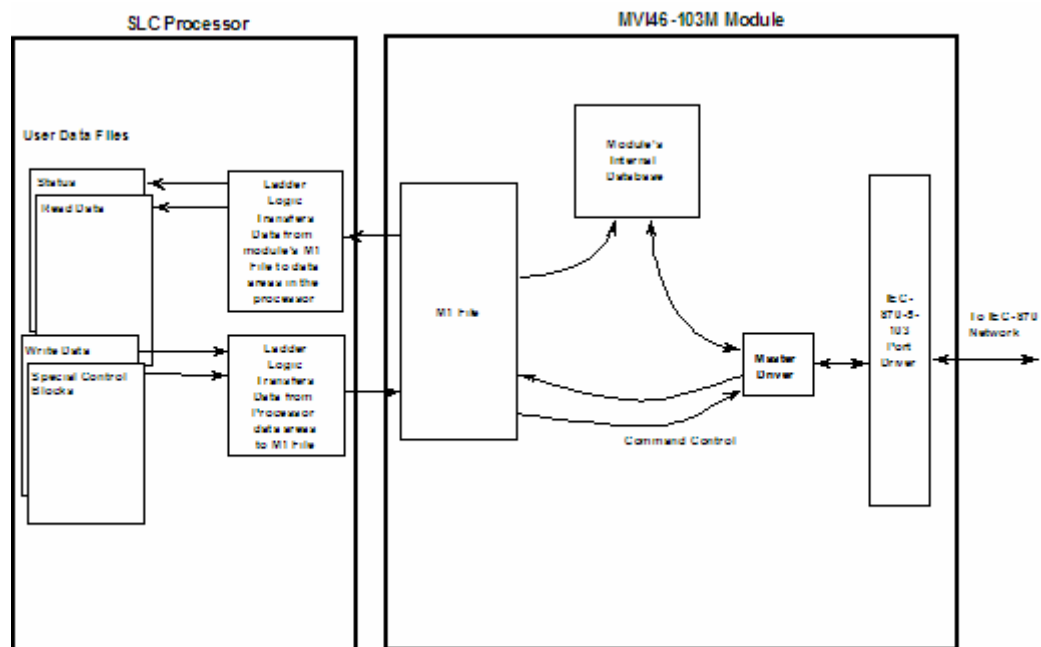 SLC Processor
MVI46-103M Module
User Data Files
Status
Read Data
Write Data
Special Control
Blocks
Ladder
Logic
Transfers
Data from
module's M1
File to data
areas in the
processor
Ladder
Logic
Transfers
Data from
Processor
data areas
to M1 File
M1 File
Module's
Internal
Database
Master
Driver
Command Control
IEC-
870-5-
103
Port
Driver
To IEC-870
Network